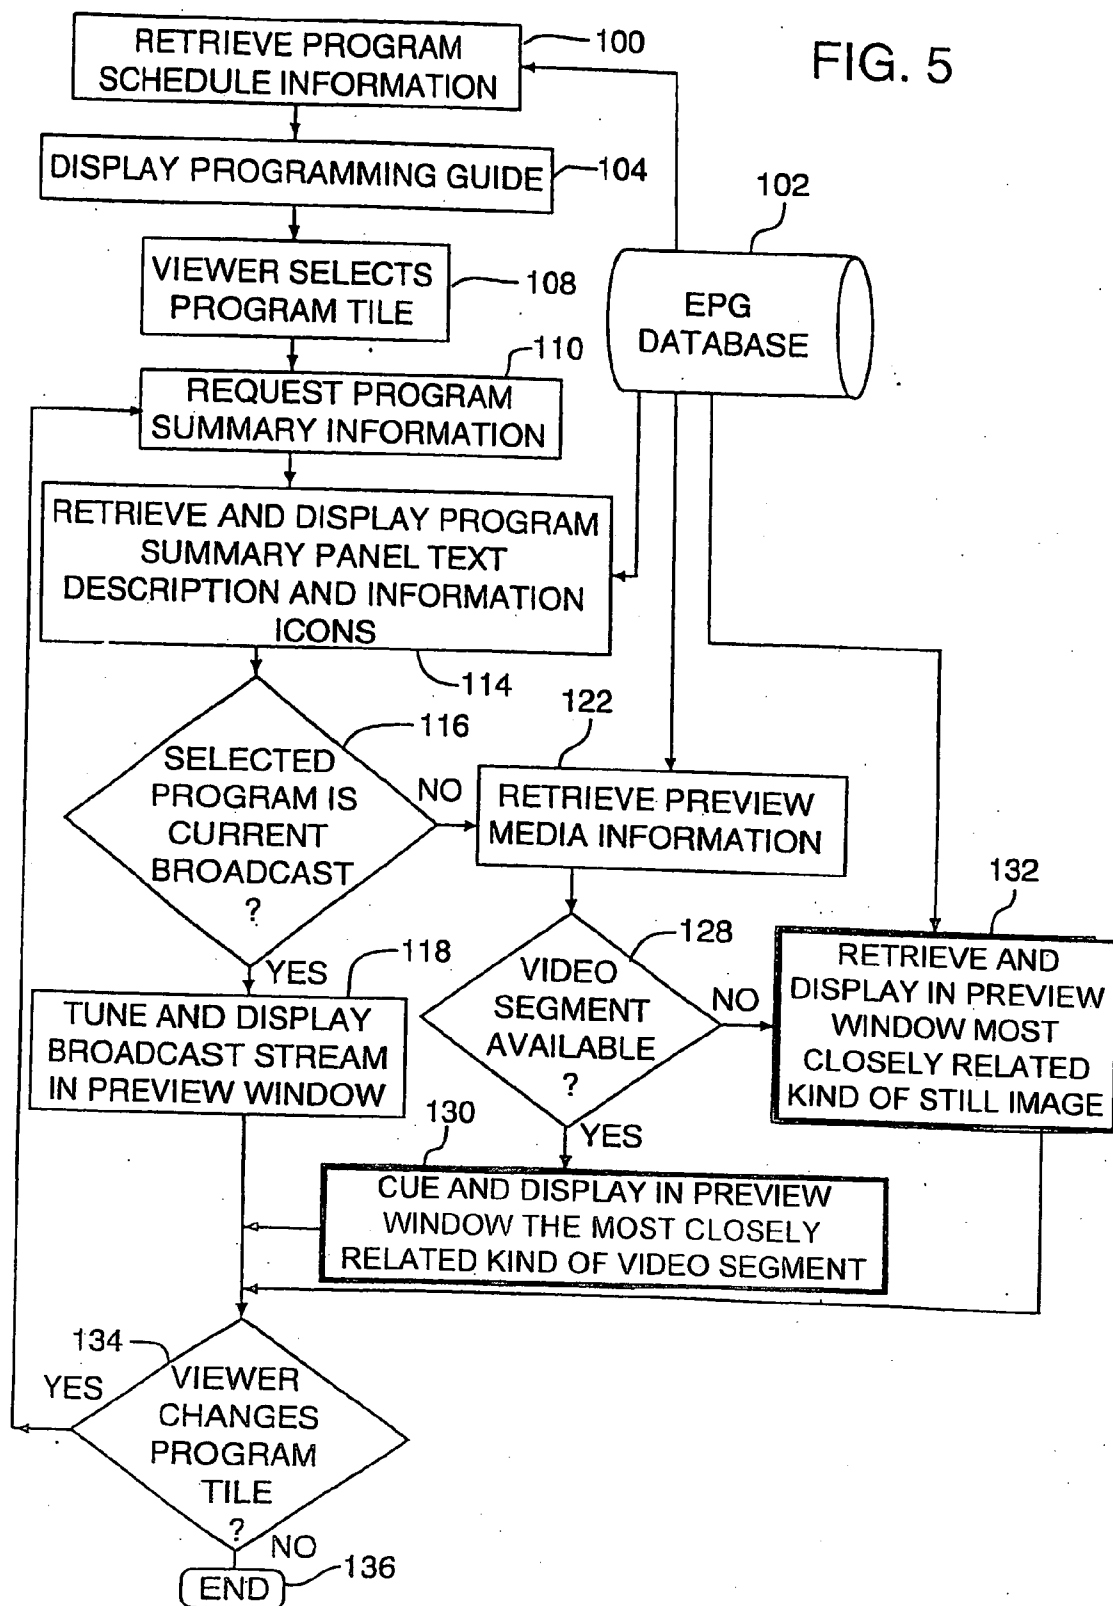 FIG. 5
RETRIEVE PROGRAM
SCHEDULE INFORMATION
100
DISPLAY PROGRAMMING GUIDE
104
102
VIEWER SELECTS
PROGRAM TILE
108
EPG
DATABASE
110
REQUEST PROGRAM
SUMMARY INFORMATION
RETRIEVE AND DISPLAY PROGRAM
SUMMARY PANEL TEXT
DESCRIPTION AND INFORMATION
ICONS
114
116
SELECTED
PROGRAM IS
CURRENT
BROADCAST
?
NO
YES
122
RETRIEVE PREVIEW
MEDIA INFORMATION
118
TUNE AND DISPLAY
BROADCAST STREAM
IN PREVIEW WINDOW
128
VIDEO
SEGMENT
AVAILABLE
?
NO
YES
132
RETRIEVE AND
DISPLAY IN PREVIEW
WINDOW MOST
CLOSELY RELATED
KIND OF STILL IMAGE
130
CUE AND DISPLAY IN PREVIEW
WINDOW THE MOST CLOSELY
RELATED KIND OF VIDEO SEGMENT
134
YES
VIEWER
CHANGES
PROGRAM
TILE
?
NO
END
136